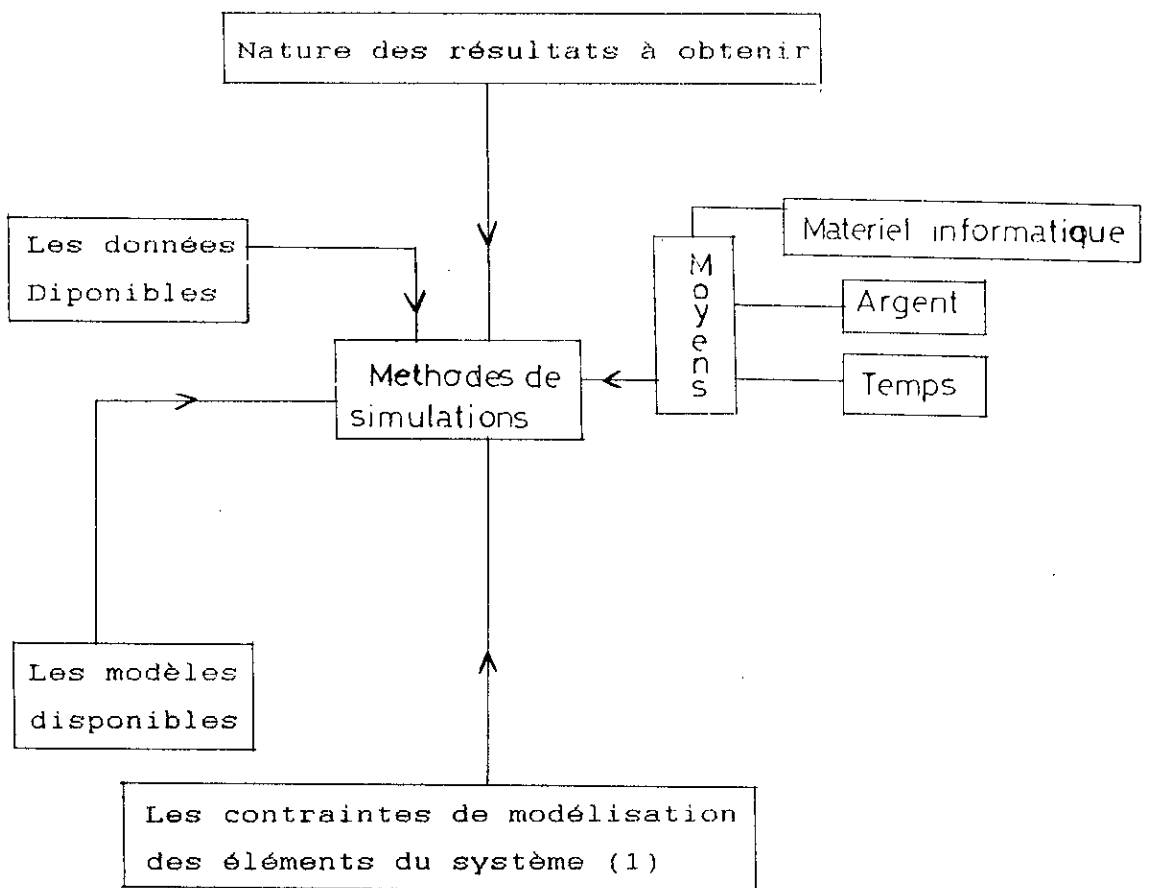 Nature des résultats à obtenir
Les données
Diponibles
Materiel informatique
Moyens
Argent
Temps
Methodes de
simulations
Les modèles
disponibles
Les contraintes de modélisation
des éléments du système (1)